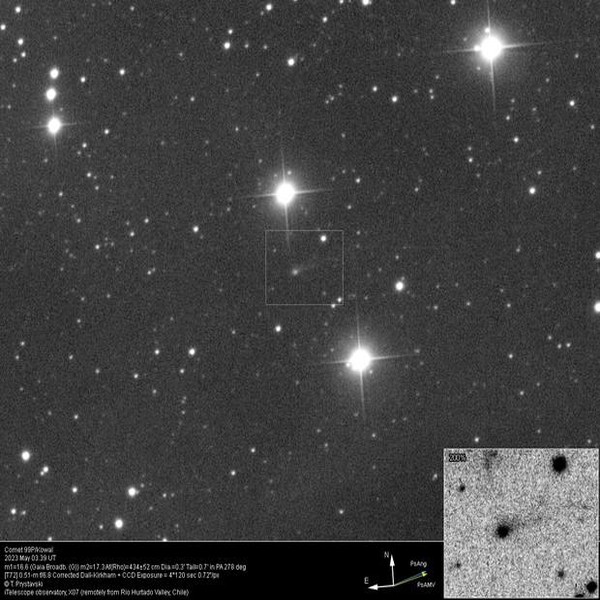 200%
Comet 99P/Kowal
2023 May 03.39 UT
m1=16.6 (Gaia Broadb. (G)) m2=17.3 Af(Rho)=434±52 cm Dia.=0.3' Tail=0.7' in PA 278 deg
[T72] 0.51-m f/6.8 Corrected Dall-Kirkham + CCD Exposure = 4*120 sec 0.72"/px
© T. Prystavski
iTelescope observatory, X07 (remotely from Rio Hurtado Valley, Chile)
N
E
PsAng
PsAMV